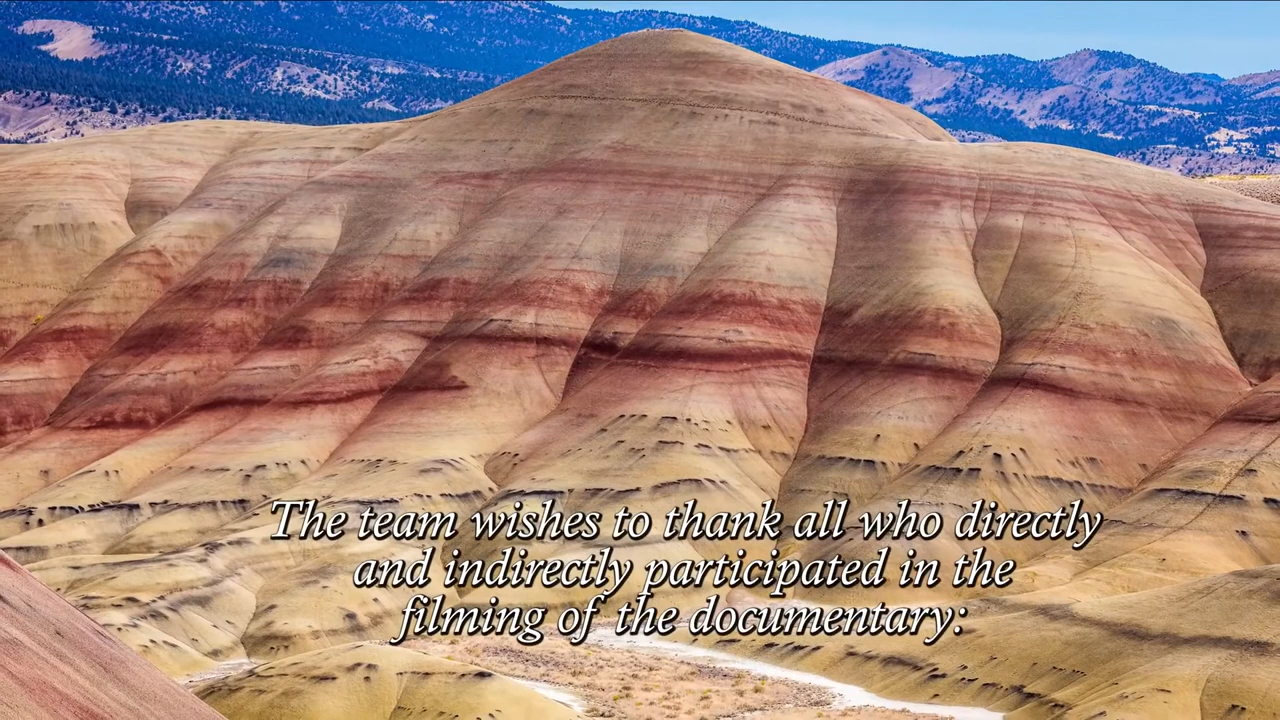 The team wishes to thank all who directly
and indirectly participated in the
filming of the documentary: